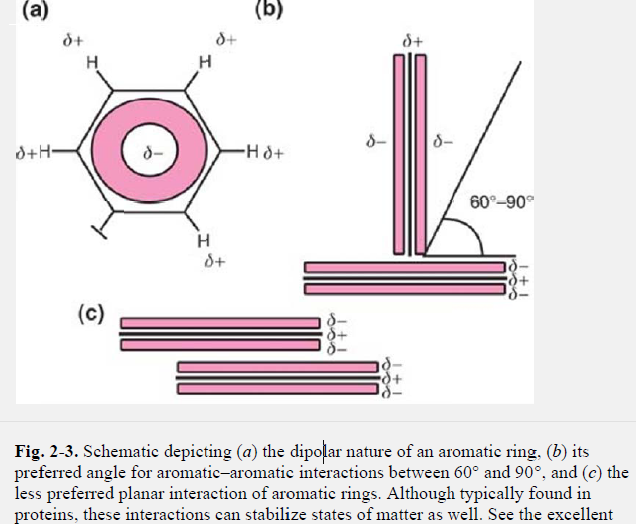 (a)
(b)
δ+
δ+
H
H
δ+H
δ−
H δ+
H
δ+
δ+
δ−
δ−
60°–90°
δ−
δ+
δ−
(c)
δ−
δ+
δ−
δ−
δ+
δ−
Fig. 2-3. Schematic depicting (a) the dipolar nature of an aromatic ring, (b) its
preferred angle for aromatic–aromatic interactions between 60° and 90°, and (c) the
less preferred planar interaction of aromatic rings. Although typically found in
proteins, these interactions can stabilize states of matter as well. See the excellent